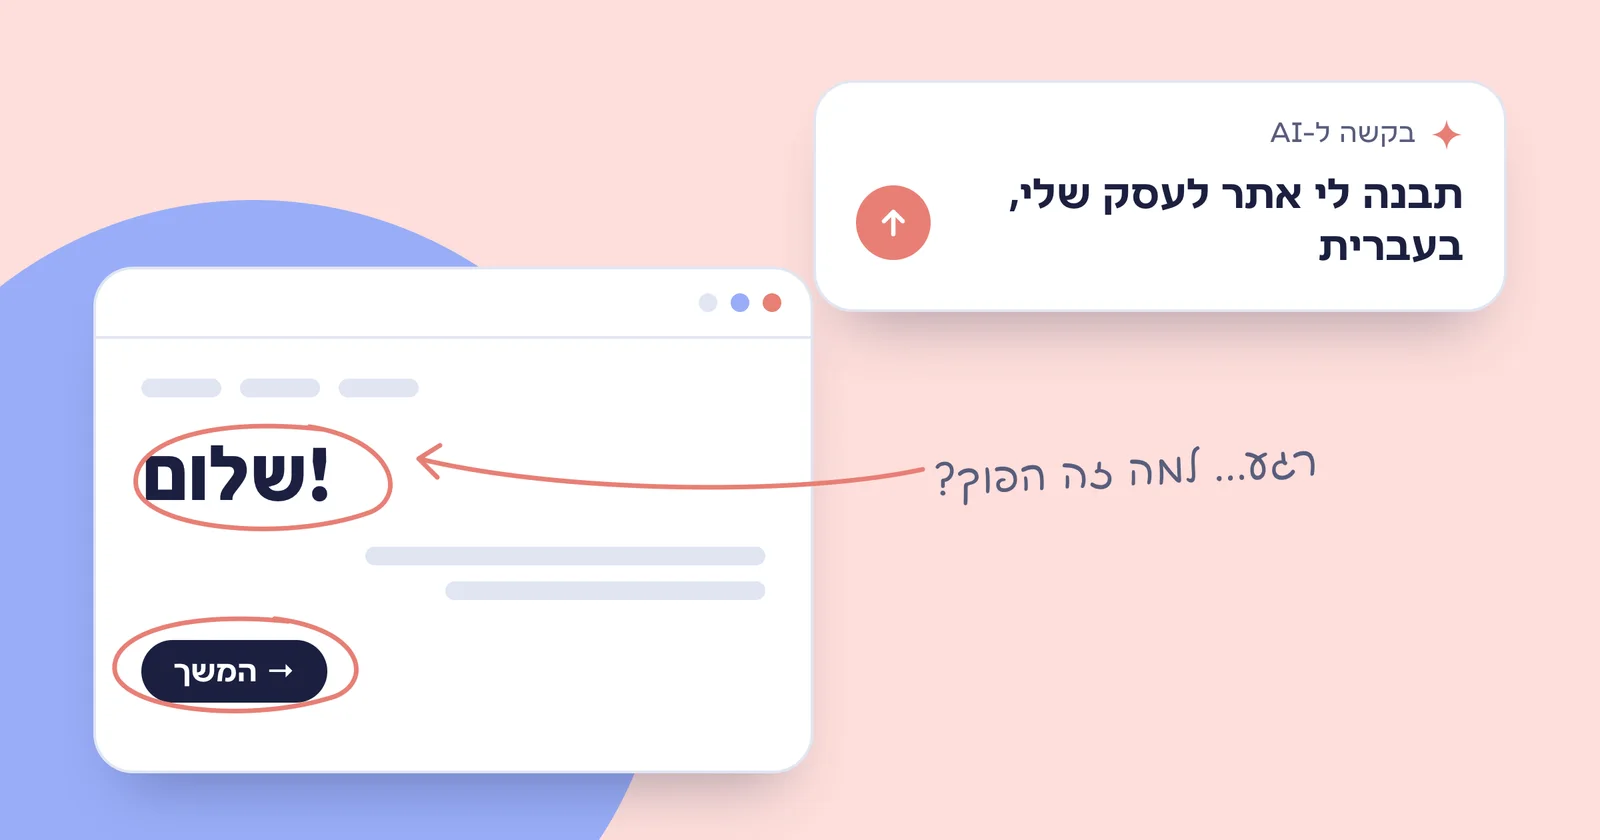 בקשה ל-AI
תבנה לי אתר לעסק שלי,
בעברית
!שלום
רגע... למה זה הפוך?
→ המשך